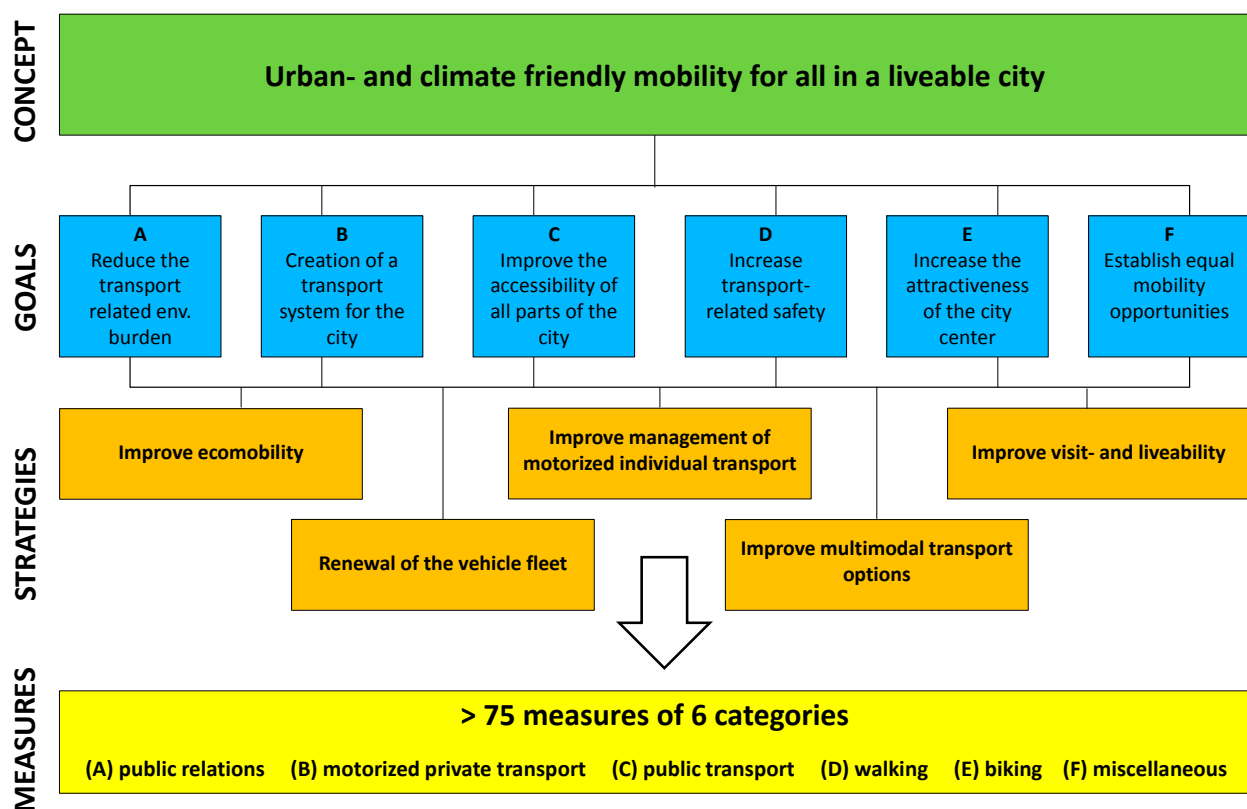 CONCEPT
Urban- and climate friendly mobility for all in a liveable city
GOALS
A
Reduce the
transport
related env.
burden
B
Creation of a
transport
system for the
city
C
Improve the
accessibility of
all parts of the
city
D
Increase
transport-
related safety
E
Increase the
attractiveness
of the city
center
F
Establish equal
mobility
opportunities
STRATEGIES
Improve ecomobility
Improve management of
motorized individual transport
Improve visit- and liveability
Renewal of the vehicle fleet
Improve multimodal transport
options
MEASURES
> 75 measures of 6 categories
(A) public relations (B) motorized private transport (C) public transport (D) walking (E) biking (F) miscellaneous